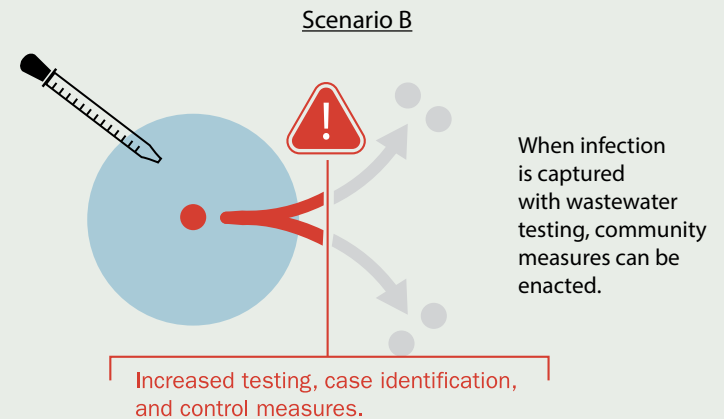 Scenario B
!
When infection
is captured
with wastewater
testing, community
measures can be
enacted.
Increased testing, case identification,
and control measures.